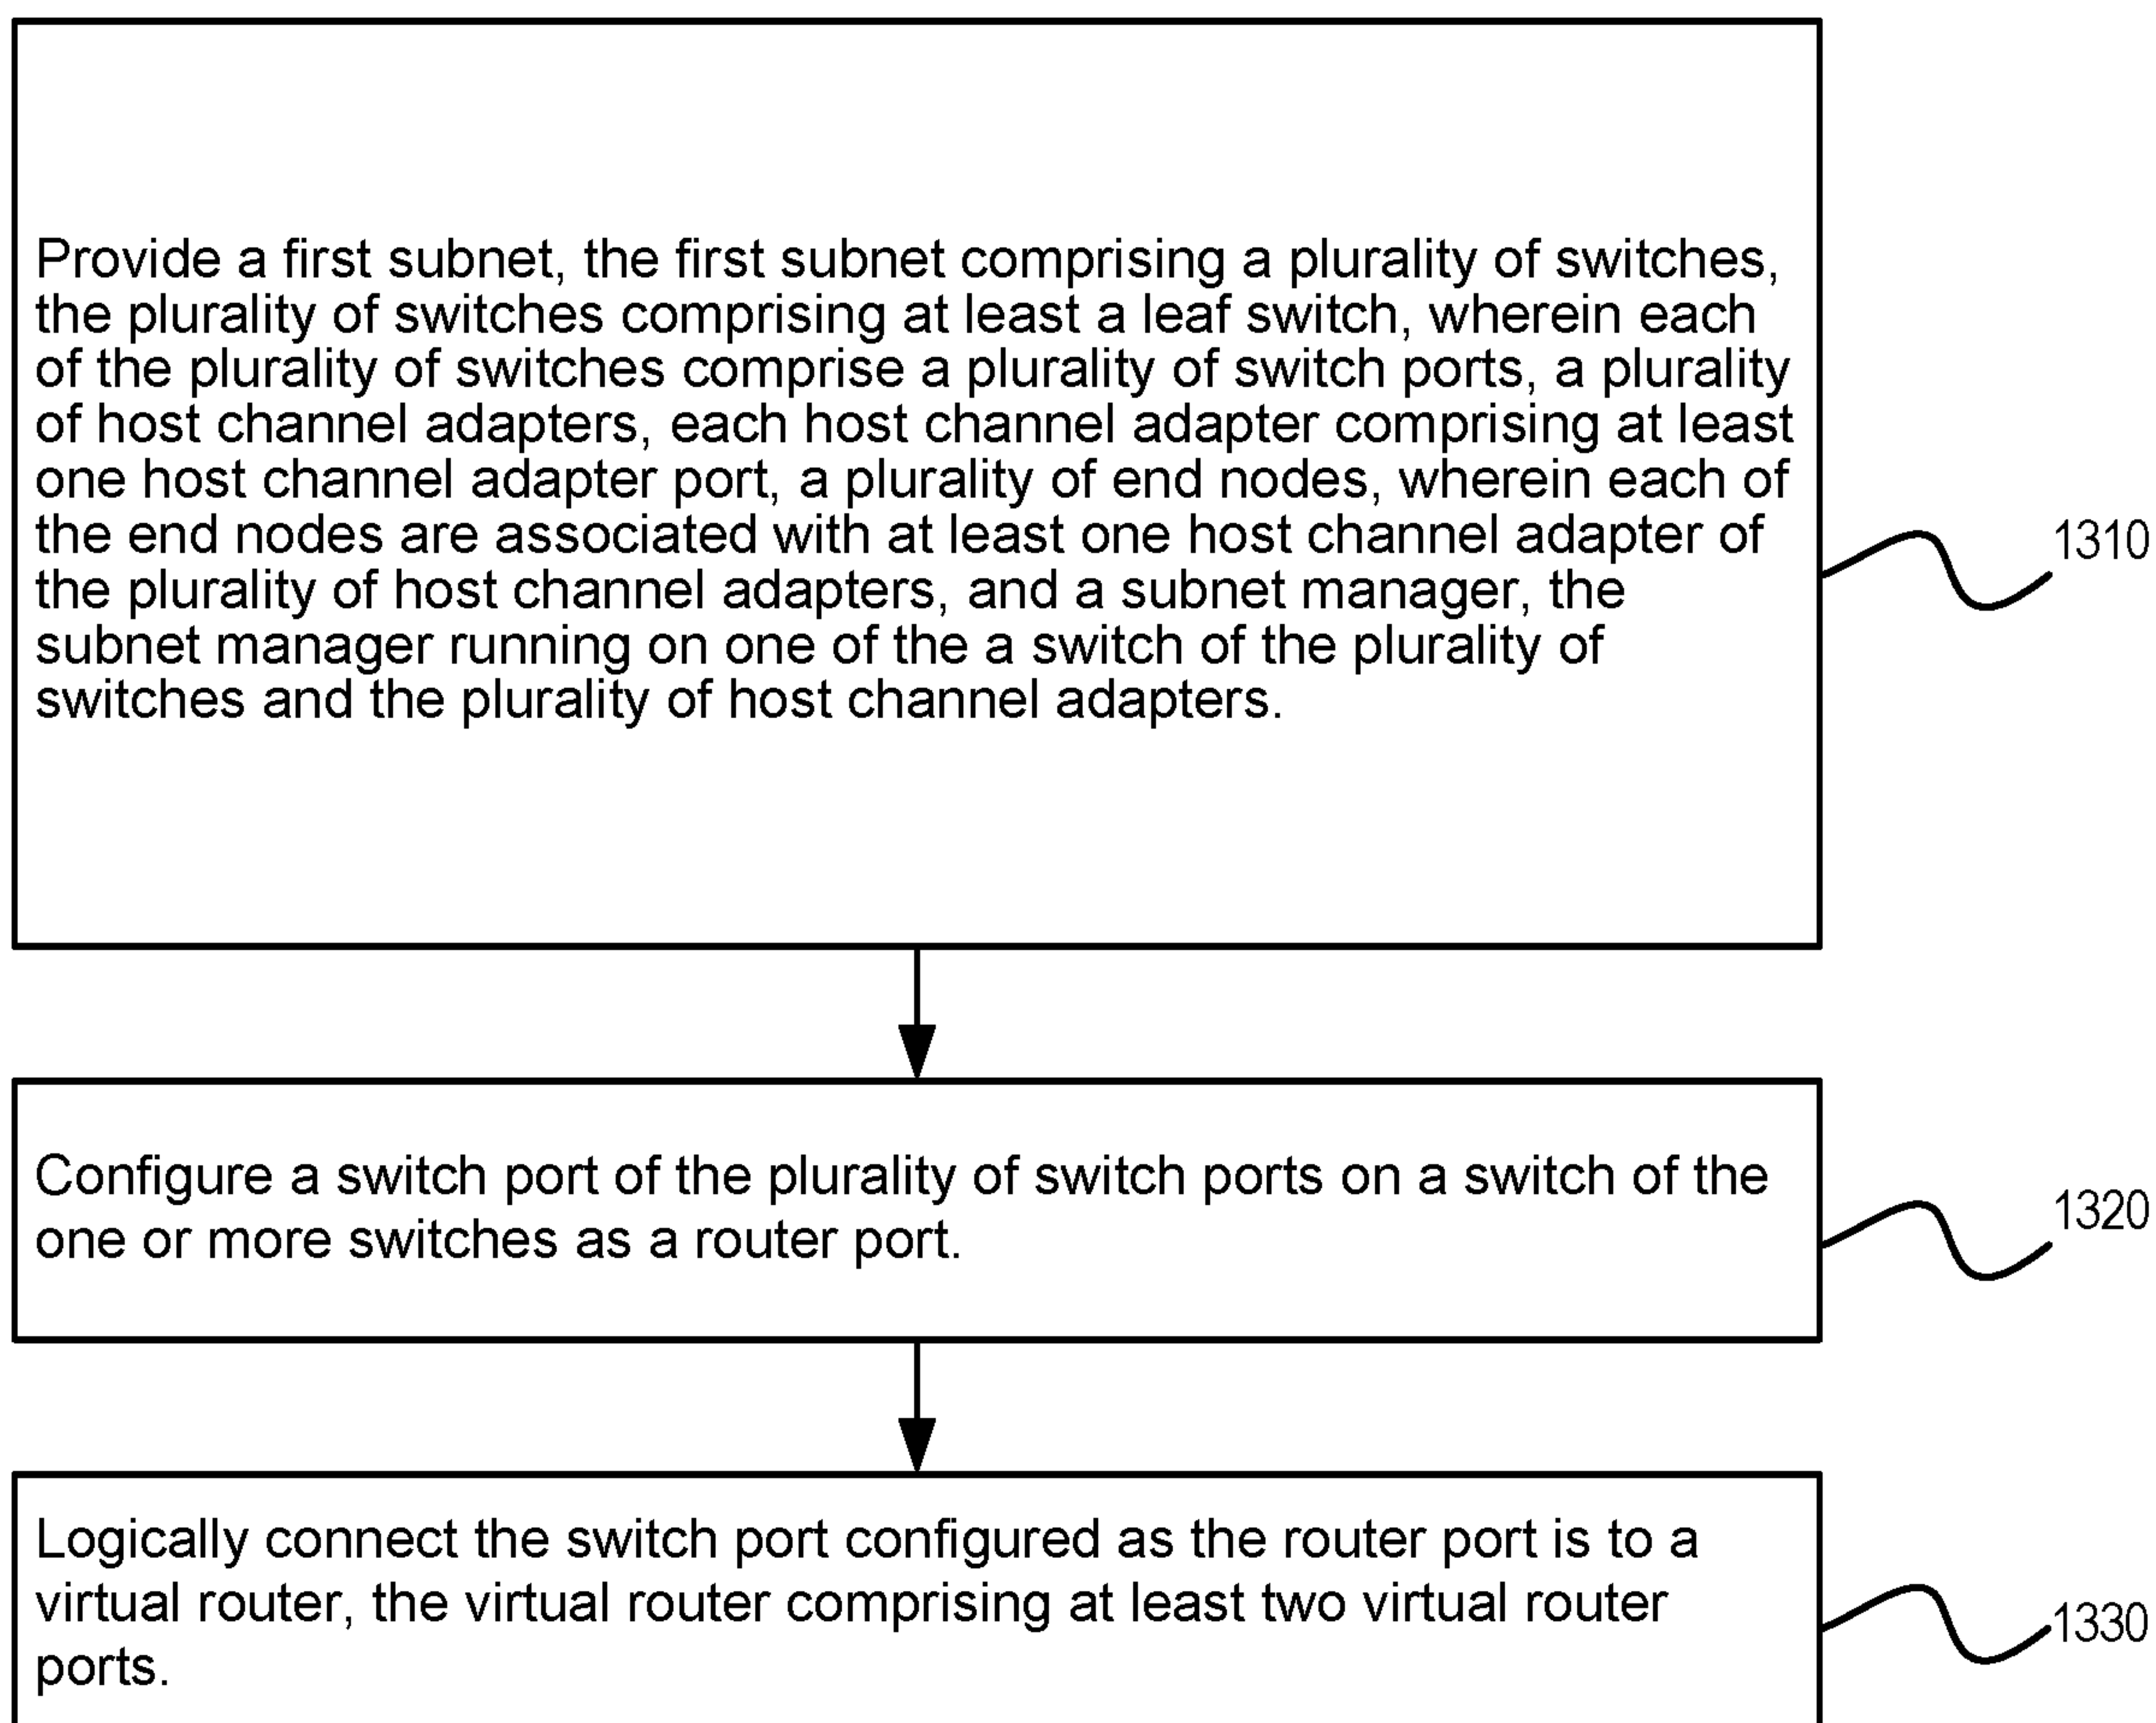 Provide a first subnet, the first subnet comprising a plurality of switches,
the plurality of switches comprising at least a leaf switch, wherein each
of the plurality of switches comprise a plurality of switch ports, a plurality
of host channel adapters, each host channel adapter comprising at least
one host channel adapter port, a plurality of end nodes, wherein each of
the end nodes are associated with at least one host channel adapter of
the plurality of host channel adapters, and a subnet manager, the
subnet manager running on one of the a switch of the plurality of
switches and the plurality of host channel adapters.
1310
Configure a switch port of the plurality of switch ports on a switch of the
one or more switches as a router port.
1320
Logically connect the switch port configured as the router port is to a
virtual router, the virtual router comprising at least two virtual router
ports.
1330